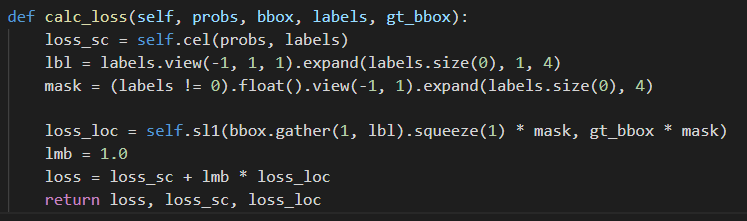 def calc_loss(self, probs, bbox, labels, gt_bbox):
    loss_sc = self.cel(probs, labels)
    lbl = labels.view(-1, 1, 1).expand(labels.size(0), 1, 4)
    mask = (labels != 0).float().view(-1, 1).expand(labels.size(0), 4)

    loss_loc = self.sl1(bbox.gather(1, lbl).squeeze(1) * mask, gt_bbox * mask)
    lmb = 1.0
    loss = loss_sc + lmb * loss_loc
    return loss, loss_sc, loss_loc